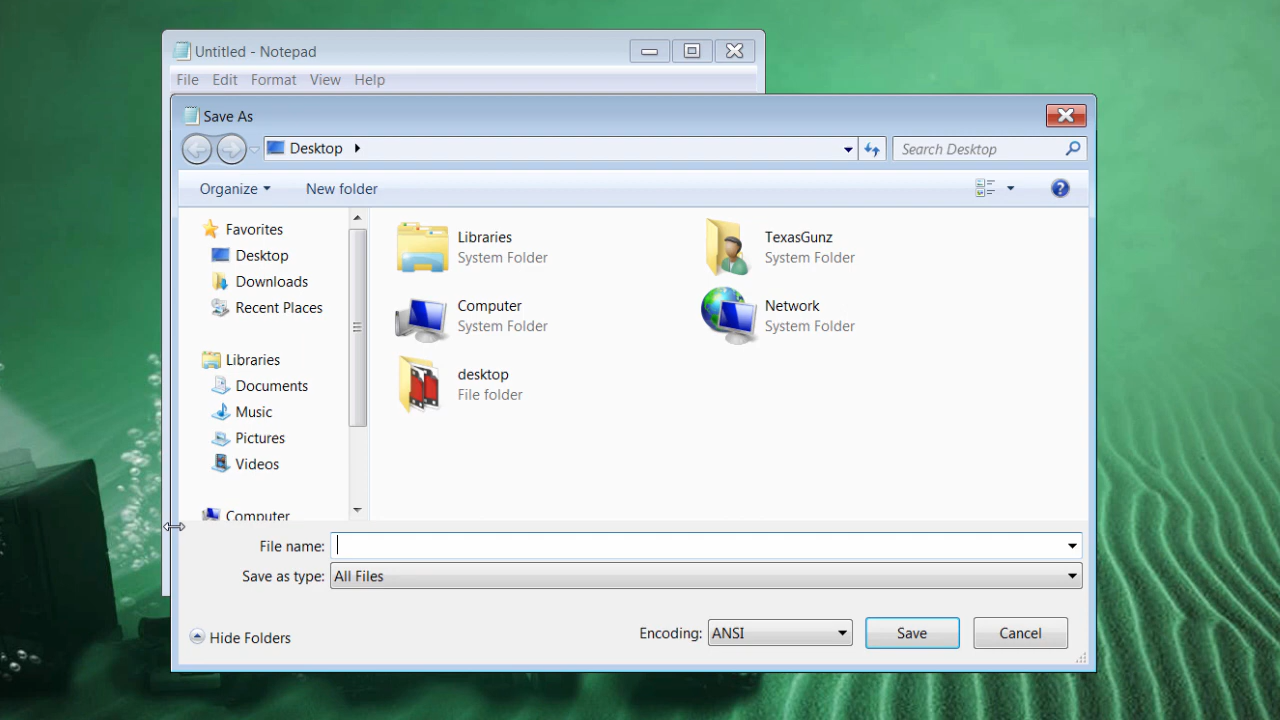 Untitled - Notepad
File Edit Format View Help
Save As
Desktop
Search Desktop
Organize New folder
Favorites
Desktop
Downloads
Recent Places
Libraries
Documents
Music
Pictures
Videos
Computer
Libraries
System Folder
TexasGunz
System Folder
Computer
System Folder
Network
System Folder
desktop
File folder
File name:
Save as type: All Files
Hide Folders
Encoding: ANSI
Save
Cancel